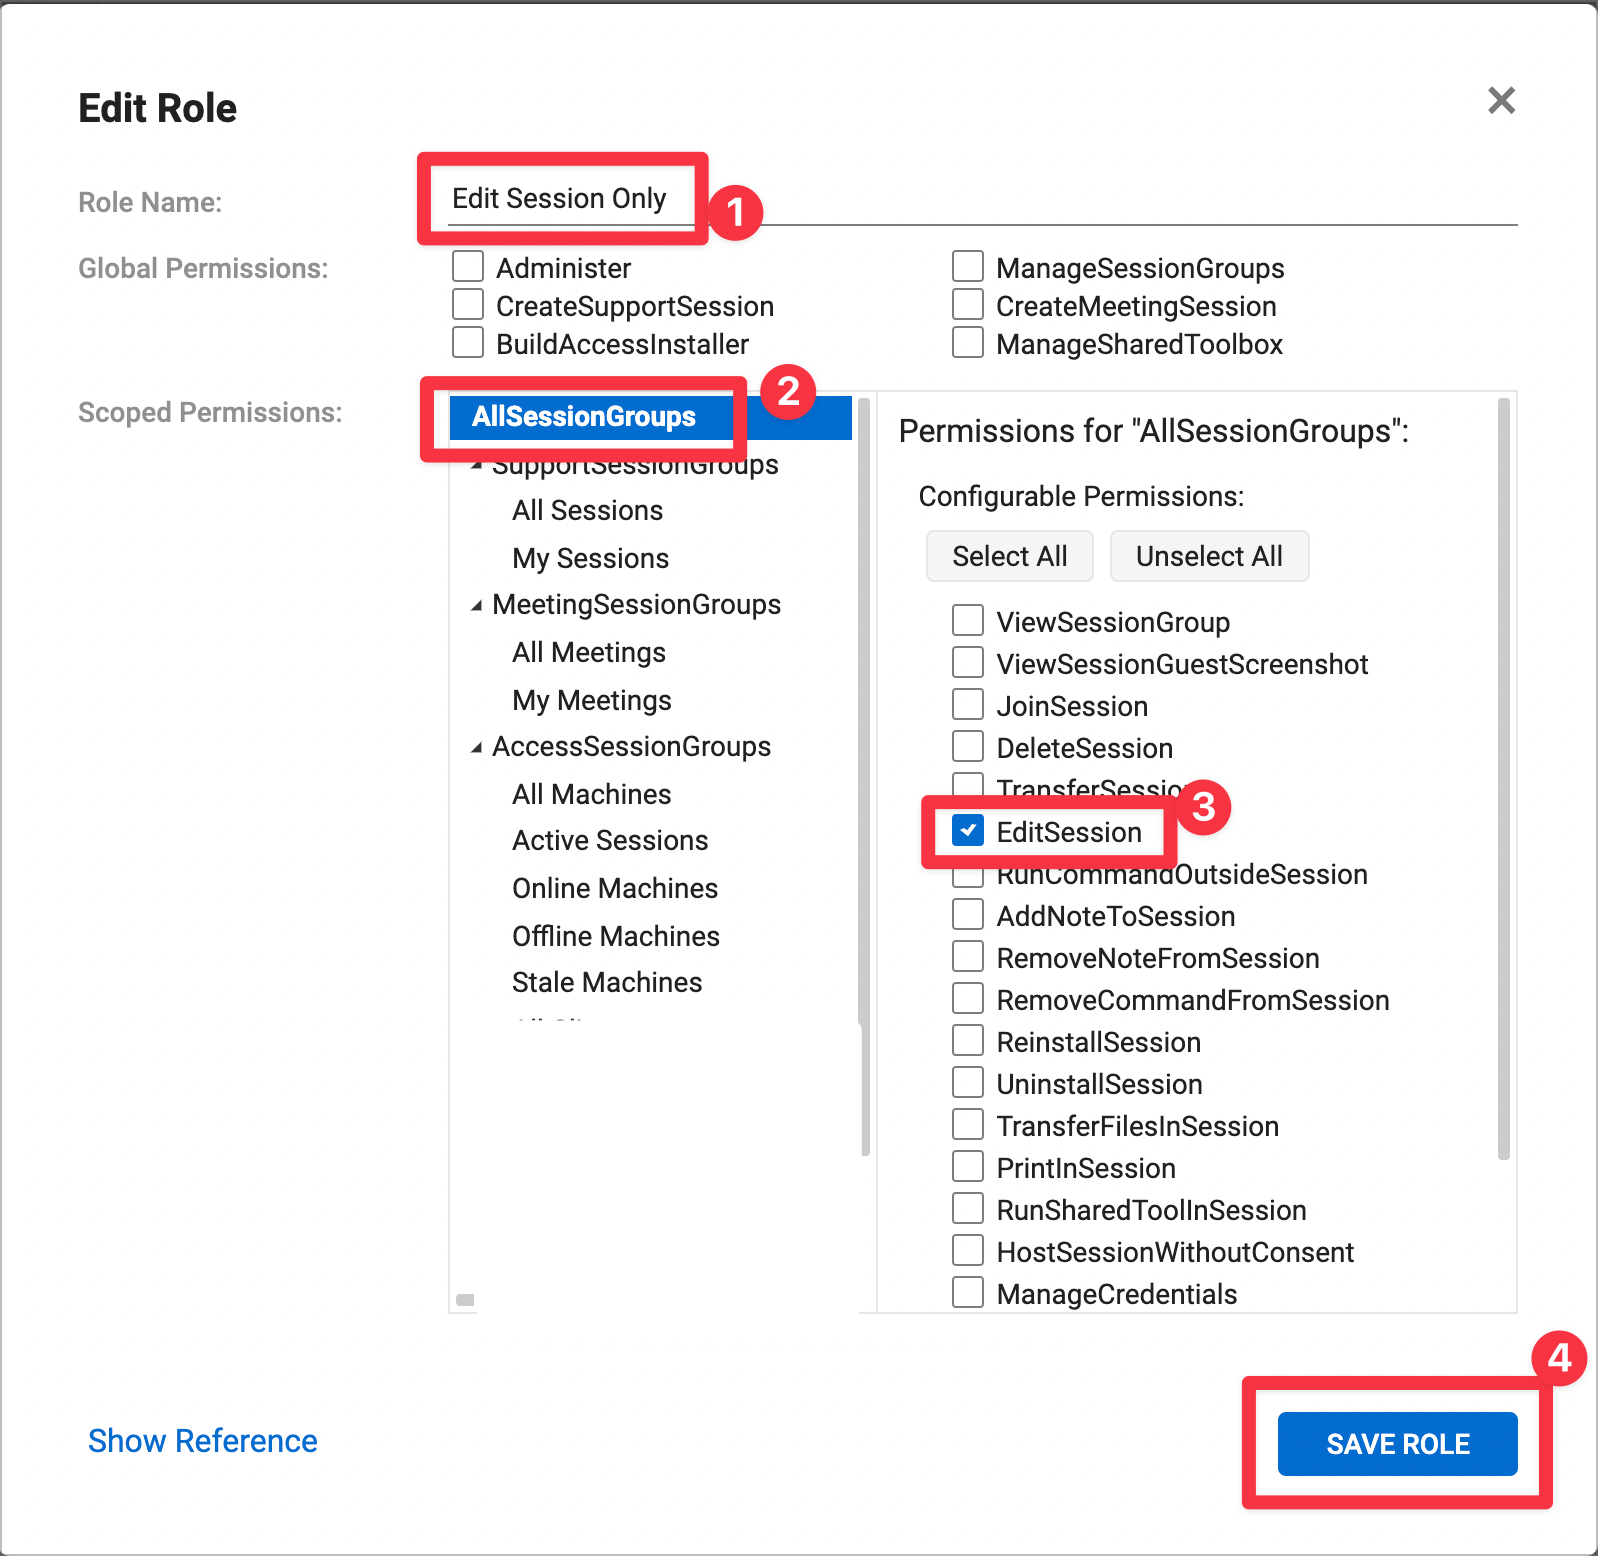 Edit Role
Role Name:
Edit Session Only
1
Global Permissions:
Administer
ManageSessionGroups
CreateSupportSession
CreateMeetingSession
BuildAccessInstaller
ManageSharedToolbox
Scoped Permissions:
2
AllSessionGroups
SupportSessionGroups
All Sessions
My Sessions
MeetingSessionGroups
All Meetings
My Meetings
AccessSessionGroups
All Machines
Active Sessions
Online Machines
Offline Machines
Stale Machines
Permissions for "AllSessionGroups":
Configurable Permissions:
Select All
Unselect All
ViewSessionGroup
ViewSessionGuestScreenshot
JoinSession
DeleteSession
TransferSession
3
EditSession
RunCommandOutsideSession
AddNoteToSession
RemoveNoteFromSession
RemoveCommandFromSession
ReinstallSession
UninstallSession
TransferFilesInSession
PrintInSession
RunSharedToolInSession
HostSessionWithoutConsent
ManageCredentials
4
Show Reference
SAVE ROLE